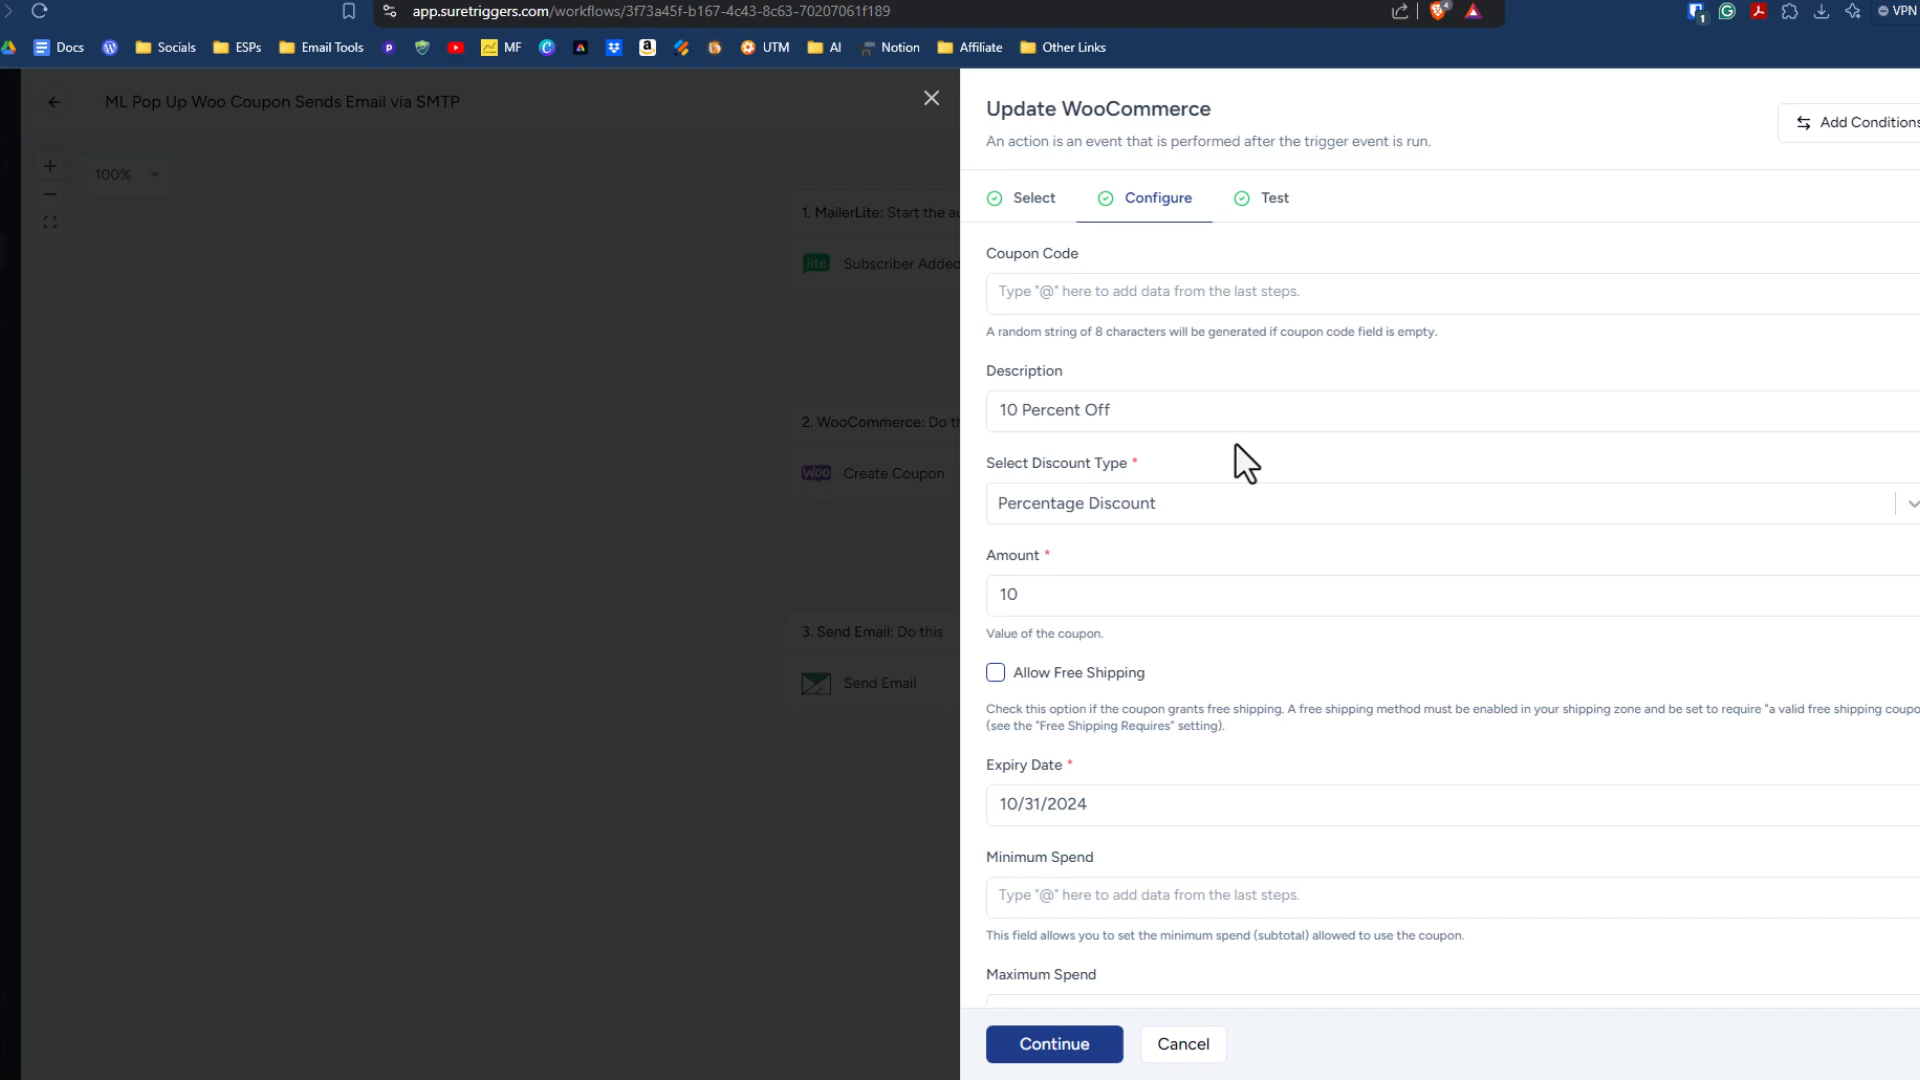 app.suretriggers.com/workflows/3f73a45f-b167-4c43-8c63-70207061f189
4
1
VPN
Docs
Socials
ESPs
Email Tools
MF
UTM
AI
Notion
Affiliate
Other Links
ML Pop Up Woo Coupon Sends Email via SMTP
100%
1. MailerLite: Start the au
lite
Subscriber Added
2. WooCommerce: Do th
Woo
Create Coupon
3. Send Email: Do this
Send Email
Update WooCommerce
An action is an event that is performed after the trigger event is run.
Add Conditions
Select
Configure
Test
Coupon Code
Type "@" here to add data from the last steps.
A random string of 8 characters will be generated if coupon code field is empty.
Description
10 Percent Off
Select Discount Type *
Percentage Discount
Amount *
10
Value of the coupon.
Allow Free Shipping
Check this option if the coupon grants free shipping. A free shipping method must be enabled in your shipping zone and be set to require "a valid free shipping coupo
(see the "Free Shipping Requires" setting).
Expiry Date *
10/31/2024
Minimum Spend
Type "@" here to add data from the last steps.
This field allows you to set the minimum spend (subtotal) allowed to use the coupon.
Maximum Spend
Continue
Cancel